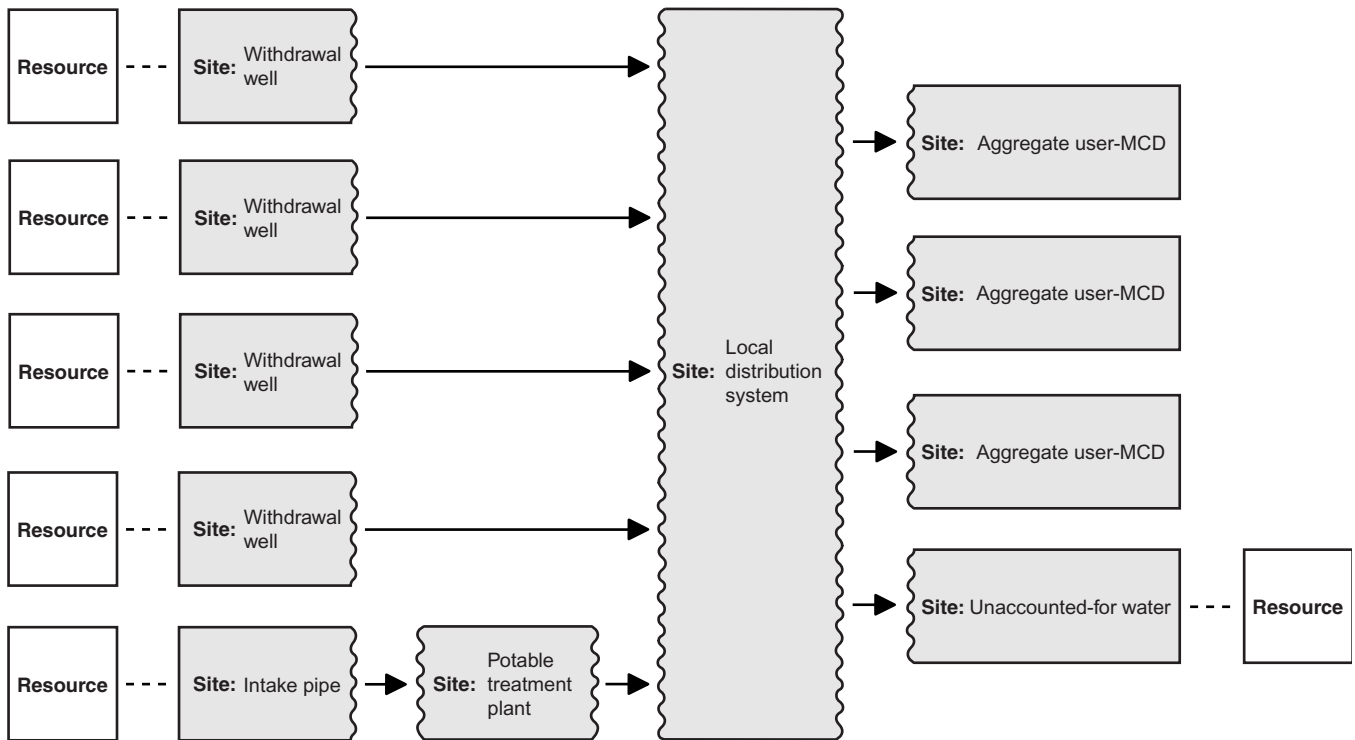 Resource
Site: Withdrawal
well
Resource
Site: Withdrawal
well
Resource
Site: Withdrawal
well
Resource
Site: Withdrawal
well
Resource
Site: Intake pipe
Site: Potable
treatment
plant
Site: Local
distribution
system
Site: Aggregate user-MCD
Site: Aggregate user-MCD
Site: Aggregate user-MCD
Site: Unaccounted-for water
Resource